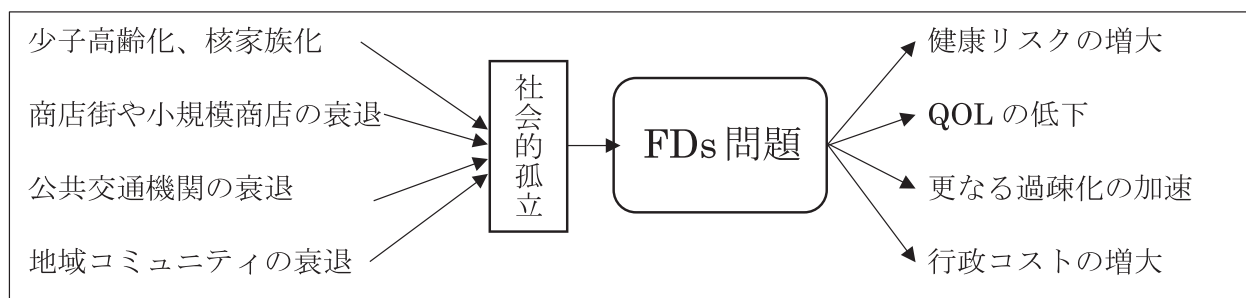 少子高齢化、核家族化
商店街や小規模商店の衰退
公共交通機関の衰退
地域コミュニティの衰退
社会的孤立
FDs問題
健康リスクの増大
QOLの低下
更なる過疎化の加速
行政コストの増大